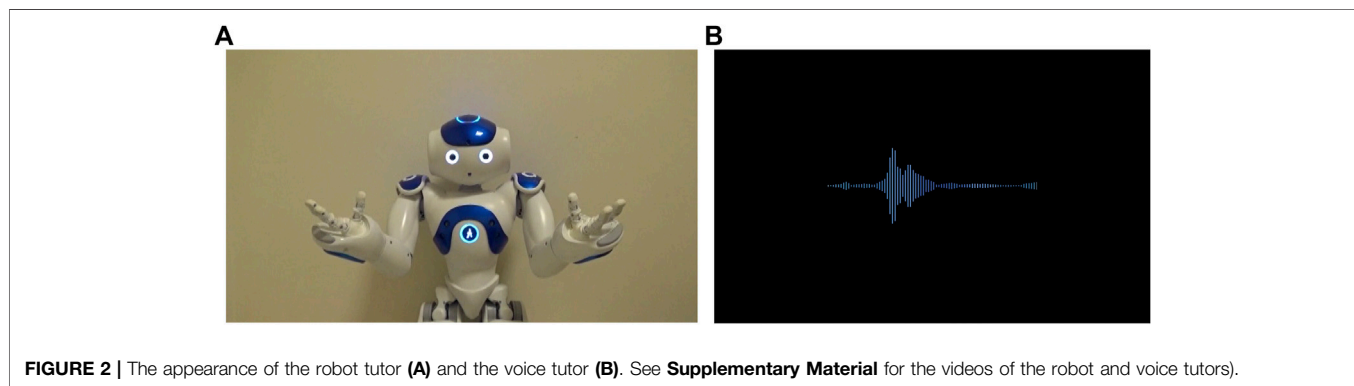 A
B
FIGURE 2 | The appearance of the robot tutor (A) and the voice tutor (B). See Supplementary Material for the videos of the robot and voice tutors).